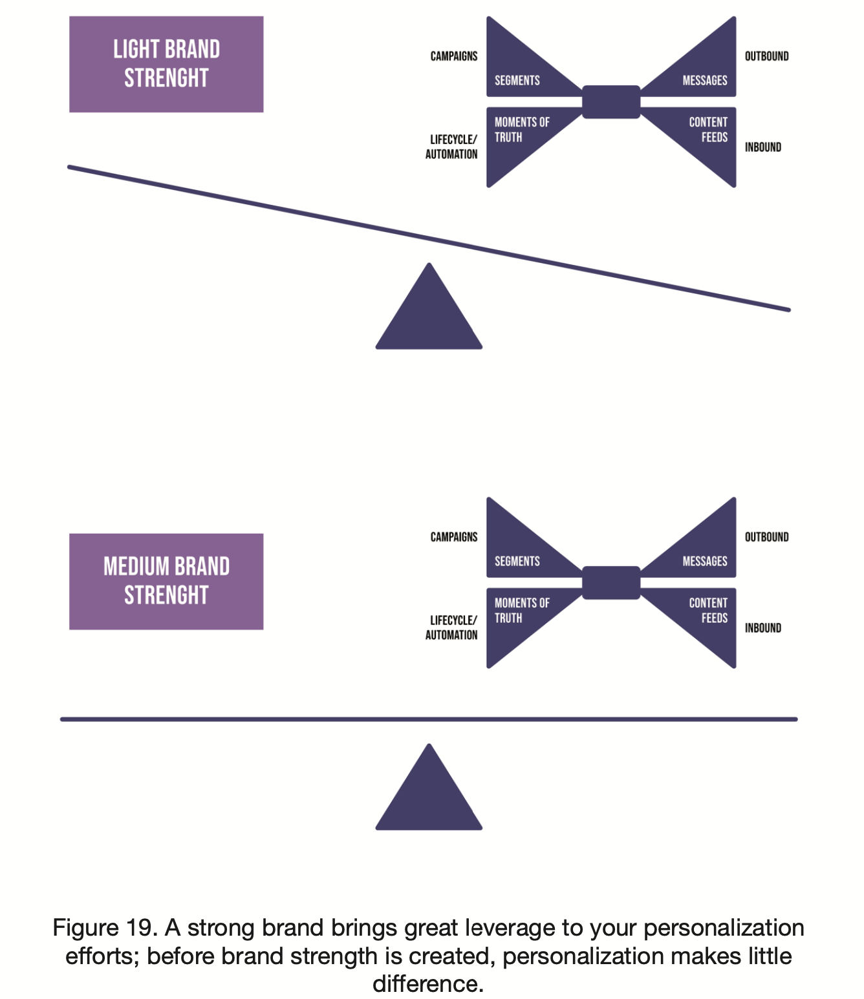 LIGHT BRAND
STRENGHT
CAMPAIGNS
SEGMENTS
MESSAGES
OUTBOUND
LIFECYCLE/
AUTOMATION
MOMENTS OF
TRUTH
CONTENT
FEEDS
INBOUND
MEDIUM BRAND
STRENGHT
CAMPAIGNS
SEGMENTS
MESSAGES
OUTBOUND
LIFECYCLE/
AUTOMATION
MOMENTS OF
TRUTH
CONTENT
FEEDS
INBOUND
Figure 19. A strong brand brings great leverage to your personalization
efforts; before brand strength is created, personalization makes little
difference.